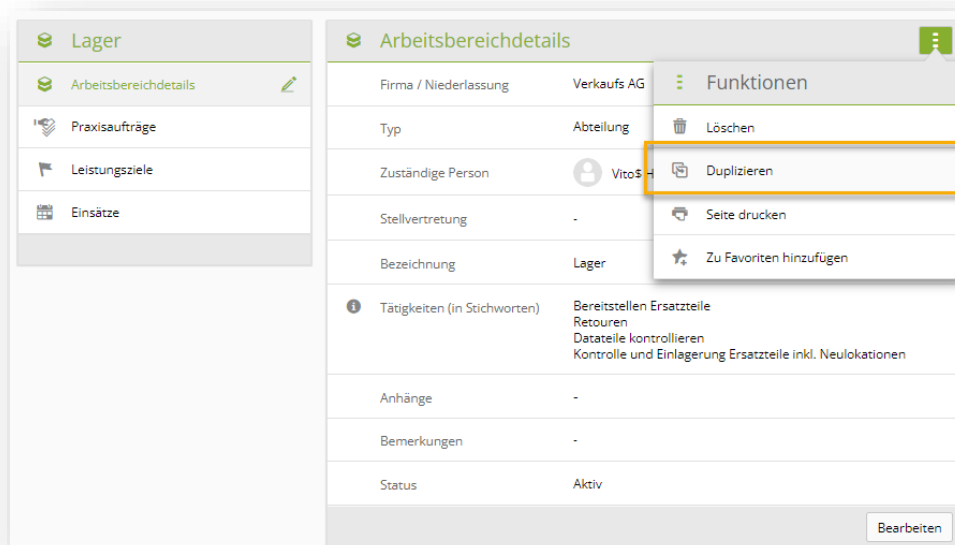 Lager
Arbeitsbereichdetails
Praxisaufträge
Leistungsziele
Einsätze
Arbeitsbereichdetails
Firma / Niederlassung Verkaufs AG
Typ Abteilung
Zuständige Person Vito$ H
Stellvertretung -
Bezeichnung Lager
Tätigkeiten (in Stichworten) Bereitstellen Ersatzteile
Retouren
Datateile kontrollieren
Kontrolle und Einlagerung Ersatzteile inkl. Neulokationen
Anhänge -
Bemerkungen -
Status Aktiv
Bearbeiten
Funktionen
Löschen
Duplizieren
Seite drucken
Zu Favoriten hinzufügen